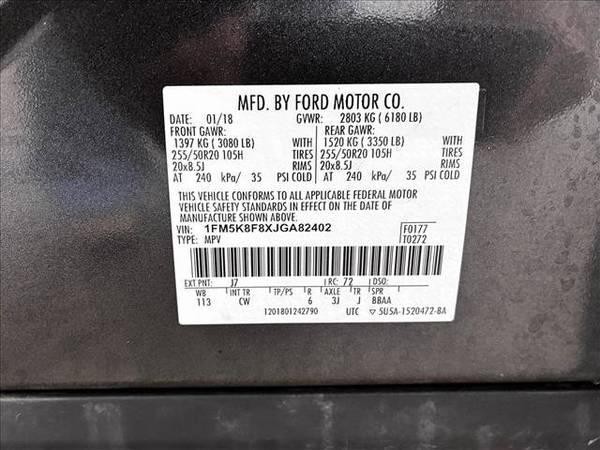 MFD. BY FORD MOTOR CO.
DATE: 01/18 GVWR: 2803 KG ( 6180 LB)
FRONT GAWR: REAR GAWR:
1397 KG ( 3080 LB) WITH 1520 KG ( 3350 LB) WITH
255/50R20 105H TIRES 255/50R20 105H TIRES
20x8.5J RIMS 20x8.5J RIMS
AT 240 kPa/ 35 PSI COLD AT 240 kPa/ 35 PSI COLD
THIS VEHICLE CONFORMS TO ALL APPLICABLE FEDERAL MOTOR
VEHICLE SAFETY STANDARDS IN EFFECT ON THE DATE OF
MANUFACTURE SHOWN ABOVE.
VIN: 1FM5K8F8XJGA82402 F0177
TYPE: MPV T0272
EXT PNT: J7 RC: 72 DSO:
WB INT TR TP/PS R AXLE TR SPR
113 CW 6 3J J BBAA
1201801242790 UTC ▽ 5U5A-1520472-BA